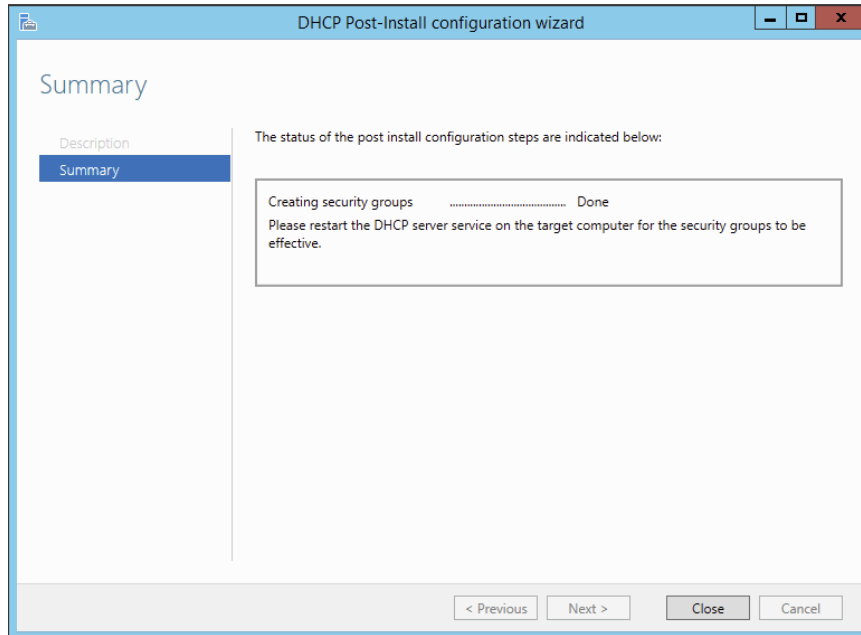 DHCP Post-Install configuration wizard
Summary
Description
Summary
The status of the post install configuration steps are indicated below:
Creating security groups ........................................ Done
Please restart the DHCP server service on the target computer for the security groups to be
effective.
< Previous
Next >
Close
Cancel